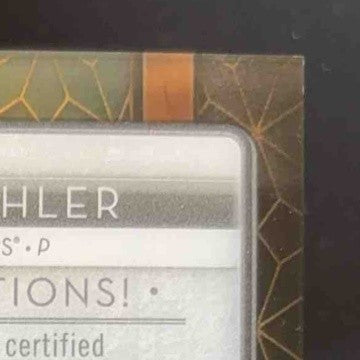 HLER
S® • P
TIONS! •
certified